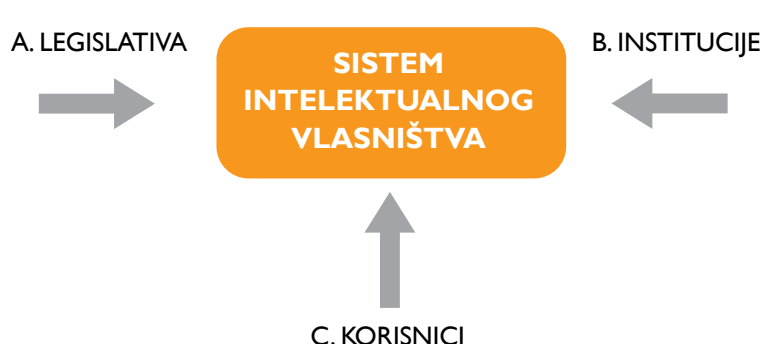 A. LEGISLATIVA
SISTEM
INTELEKTUALNOG
VLASNIŠTVA
B. INSTITUCIJE
C. KORISNICI